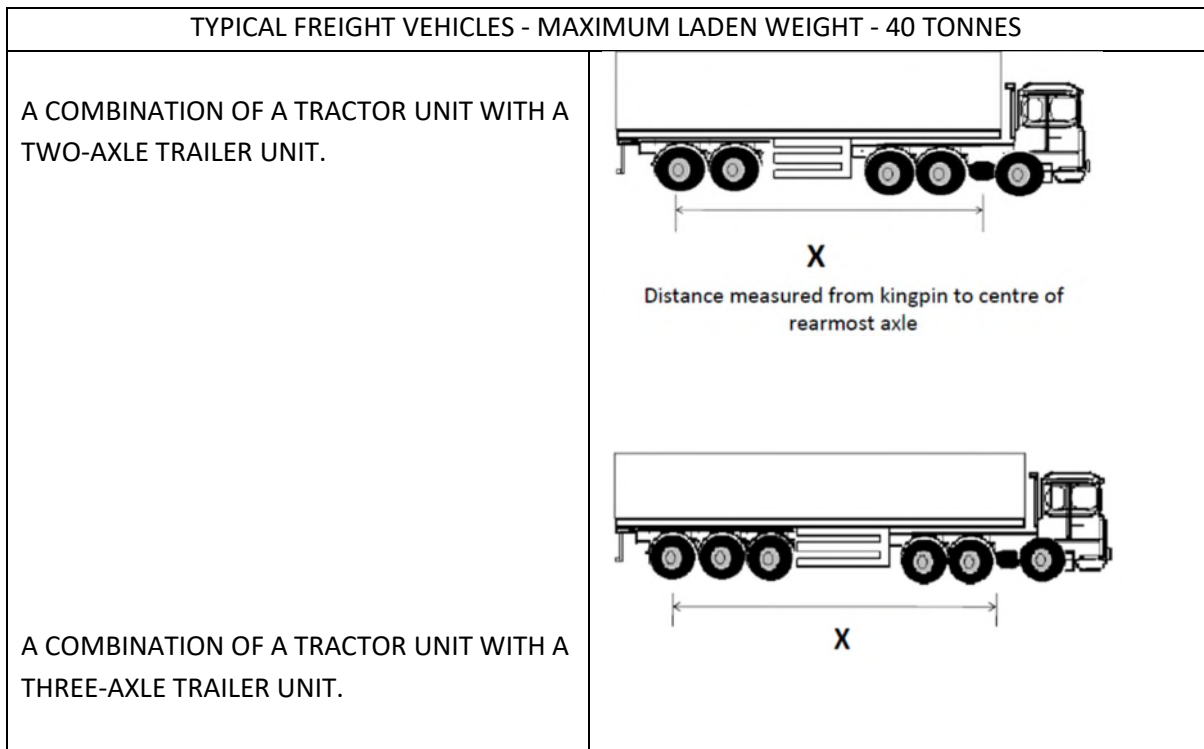 TYPICAL FREIGHT VEHICLES - MAXIMUM LADEN WEIGHT - 40 TONNES
A COMBINATION OF A TRACTOR UNIT WITH A
TWO-AXLE TRAILER UNIT.
X
Distance measured from kingpin to centre of
rearmost axle
X
A COMBINATION OF A TRACTOR UNIT WITH A
THREE-AXLE TRAILER UNIT.